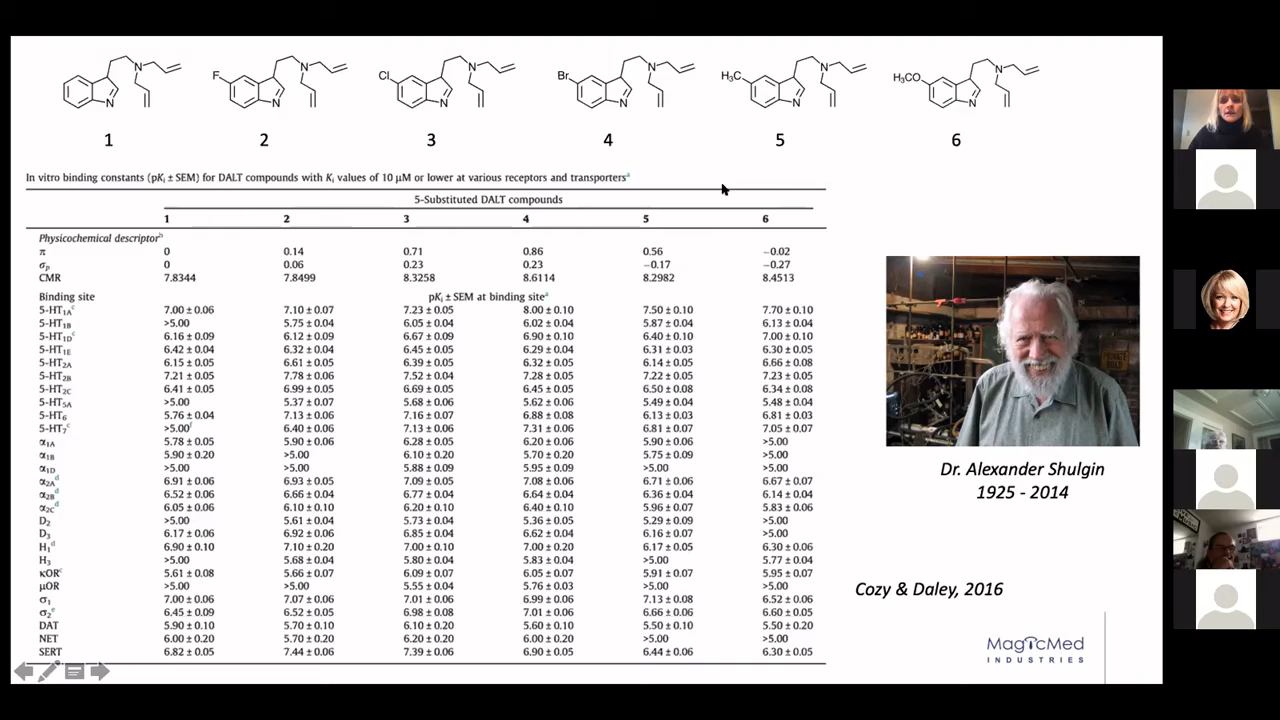 N
N
1
F
N
N
2
Cl
N
N
3
Br
N
N
4
H₃C
N
N
5
H₃CO
N
N
6
In vitro binding constants (pKᵢ ± SEM) for DALT compounds with Kᵢ values of 10 μM or lower at various receptors and transportersᵃ
5-Substituted DALT compounds
1 2 3 4 5 6
Physicochemical descriptorᵇ
π 0 0.14 0.71 0.86 0.56 −0.02
σₚ 0 0.06 0.23 0.23 −0.17 −0.27
CMR 7.8344 7.8499 8.3258 8.6114 8.2982 8.4513
Binding site pKᵢ ± SEM at binding siteᵃ
5-HT₁Aᶜ 7.00 ± 0.06 7.10 ± 0.07 7.23 ± 0.05 8.00 ± 0.10 7.50 ± 0.10 7.70 ± 0.10
5-HT₁B >5.00 5.75 ± 0.04 6.05 ± 0.04 6.02 ± 0.04 5.87 ± 0.04 6.13 ± 0.04
5-HT₁Dᶜ 6.16 ± 0.09 6.12 ± 0.09 6.67 ± 0.09 6.90 ± 0.10 6.40 ± 0.10 7.00 ± 0.10
5-HT₁E 6.42 ± 0.04 6.32 ± 0.04 6.45 ± 0.05 6.29 ± 0.04 6.31 ± 0.03 6.30 ± 0.05
5-HT₂A 6.15 ± 0.05 6.61 ± 0.05 6.39 ± 0.05 6.32 ± 0.05 6.14 ± 0.05 6.66 ± 0.08
5-HT₂B 7.21 ± 0.05 7.78 ± 0.06 7.52 ± 0.04 7.28 ± 0.05 7.22 ± 0.05 7.23 ± 0.05
5-HT₂C 6.41 ± 0.05 6.99 ± 0.05 6.69 ± 0.05 6.45 ± 0.05 6.50 ± 0.08 6.34 ± 0.08
5-HT₅A >5.00 5.37 ± 0.07 5.68 ± 0.06 5.62 ± 0.06 5.49 ± 0.04 5.48 ± 0.04
5-HT₆ 5.76 ± 0.04 7.13 ± 0.06 7.16 ± 0.07 6.88 ± 0.08 6.13 ± 0.03 6.81 ± 0.03
5-HT₇ᶜ >5.00ᶠ 6.40 ± 0.06 7.13 ± 0.06 7.31 ± 0.06 6.81 ± 0.07 7.05 ± 0.07
α₁A 5.78 ± 0.05 5.90 ± 0.06 6.28 ± 0.05 6.20 ± 0.06 5.90 ± 0.06 >5.00
α₁B 5.90 ± 0.20 >5.00 6.10 ± 0.20 5.70 ± 0.20 5.75 ± 0.09 >5.00
α₁D >5.00 >5.00 5.88 ± 0.09 5.95 ± 0.09 >5.00 >5.00
α₂Aᵈ 6.91 ± 0.06 6.93 ± 0.05 7.09 ± 0.05 7.08 ± 0.06 6.71 ± 0.06 6.67 ± 0.07
α₂Bᵈ 6.52 ± 0.06 6.66 ± 0.04 6.77 ± 0.04 6.64 ± 0.04 6.36 ± 0.04 6.14 ± 0.04
α₂Cᵈ 6.05 ± 0.06 6.10 ± 0.10 6.20 ± 0.10 6.40 ± 0.10 5.96 ± 0.07 5.83 ± 0.06
D₂ >5.00 5.61 ± 0.04 5.73 ± 0.04 5.36 ± 0.05 5.29 ± 0.09 >5.00
D₃ 6.17 ± 0.06 6.92 ± 0.06 6.85 ± 0.04 6.62 ± 0.04 6.16 ± 0.07 >5.00
H₁ᵈ 6.90 ± 0.10 7.10 ± 0.20 7.00 ± 0.10 7.00 ± 0.20 6.17 ± 0.05 6.30 ± 0.06
H₃ >5.00 5.68 ± 0.04 5.80 ± 0.04 5.83 ± 0.04 >5.00 5.77 ± 0.04
κORᶜ 5.61 ± 0.08 5.66 ± 0.07 6.09 ± 0.07 6.05 ± 0.07 5.91 ± 0.07 5.95 ± 0.07
μOR >5.00 >5.00 5.55 ± 0.04 5.76 ± 0.03 >5.00 >5.00
σ₁ 7.00 ± 0.06 7.07 ± 0.06 7.01 ± 0.06 6.99 ± 0.06 7.13 ± 0.08 6.52 ± 0.06
σ₂ᵉ 6.45 ± 0.09 6.52 ± 0.05 6.98 ± 0.08 7.01 ± 0.06 6.66 ± 0.06 6.60 ± 0.05
DAT 5.90 ± 0.10 5.70 ± 0.10 6.10 ± 0.20 5.60 ± 0.10 5.50 ± 0.10 5.50 ± 0.20
NET 6.00 ± 0.20 5.70 ± 0.20 6.20 ± 0.20 6.00 ± 0.20 >5.00 >5.00
SERT 6.82 ± 0.05 7.44 ± 0.06 7.39 ± 0.06 6.90 ± 0.05 6.44 ± 0.06 6.30 ± 0.05
Dr. Alexander Shulgin
1925 - 2014
Cozy & Daley, 2016
MagicMed
INDUSTRIES